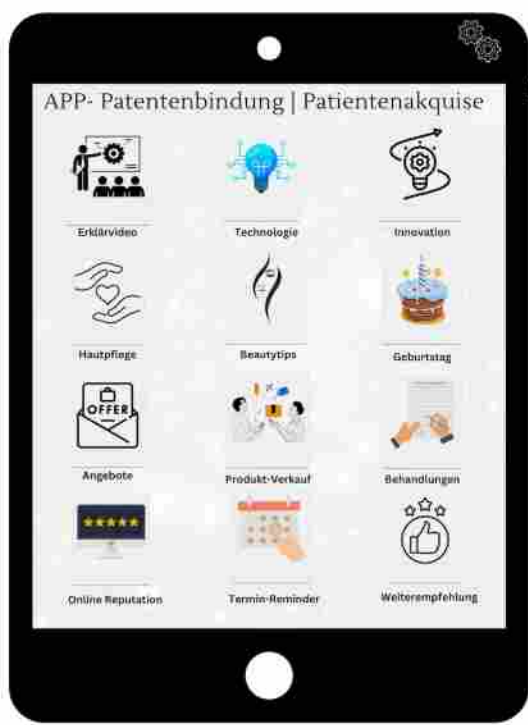 APP- Patentenbindung | Patientenakquise
Erklärvideo
Technologie
Innovation
Hautpflege
Beautytips
Geburtstag
OFFER
Angebote
Produkt-Verkauf
Behandlungen
Online Reputation
Termin-Reminder
Weiterempfehlung